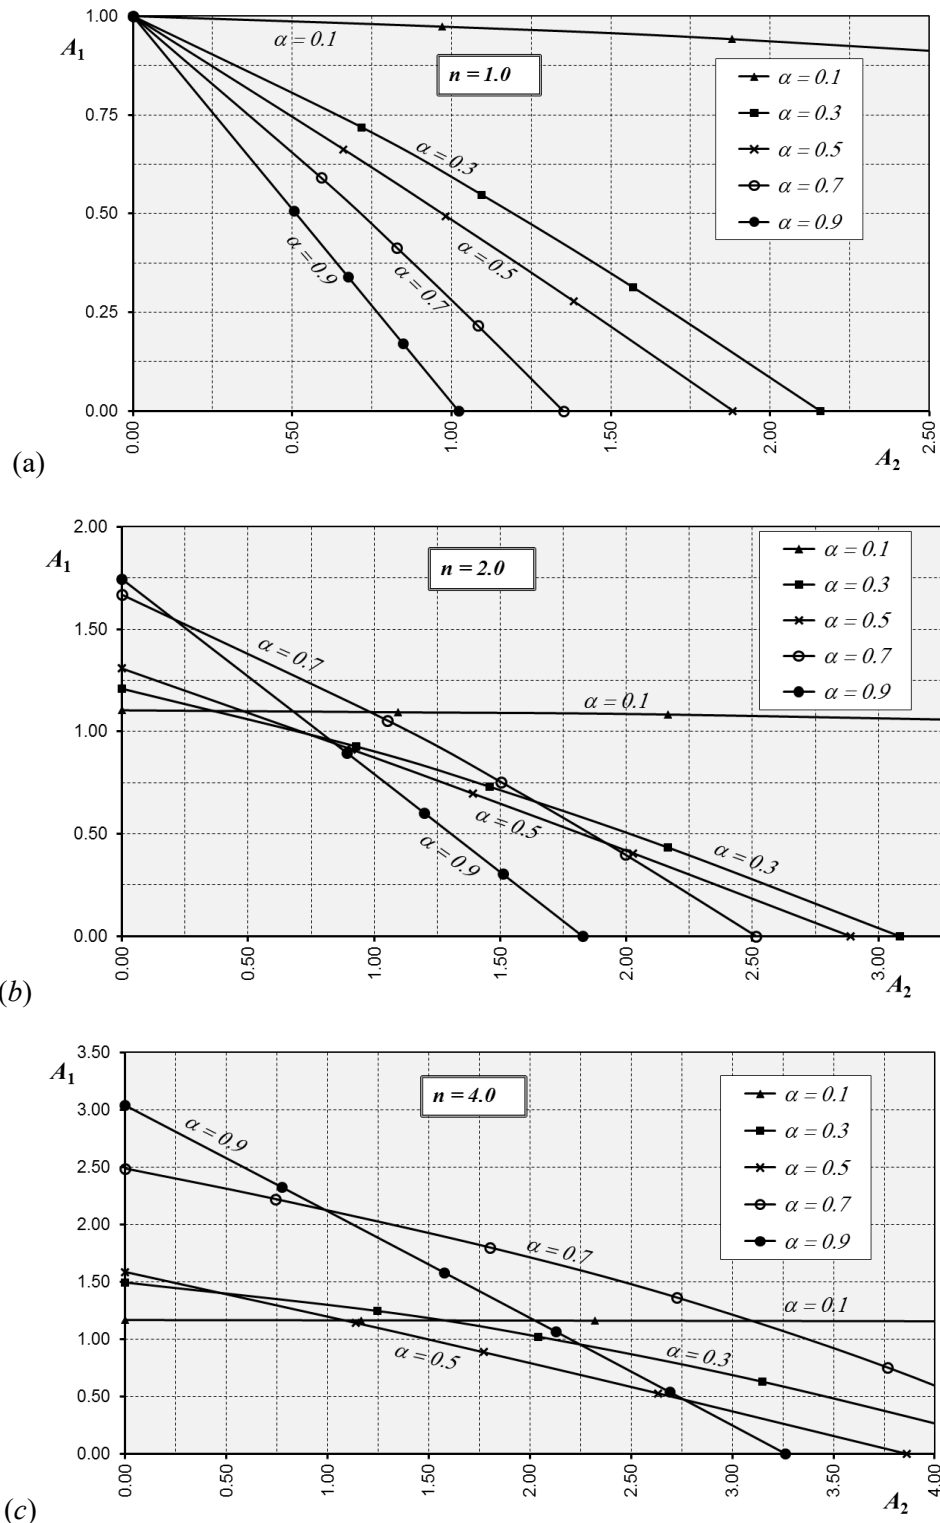 A1
1.00
0.75
0.50
0.25
0.00
n = 1.0
α = 0.1
α = 0.3
α = 0.5
α = 0.7
α = 0.9
α = 0.1
α = 0.3
α = 0.5
α = 0.7
α = 0.9
0.00
0.50
1.00
1.50
2.00
2.50
A2
(a)
A1
2.00
1.50
1.00
0.50
0.00
n = 2.0
α = 0.1
α = 0.3
α = 0.5
α = 0.7
α = 0.9
α = 0.7
α = 0.1
α = 0.5
α = 0.9
α = 0.3
0.00
1.00
1.50
2.00
2.50
3.00
A2
(b)
A1
3.50
3.00
2.50
2.00
1.50
1.00
0.50
0.00
n = 4.0
α = 0.1
α = 0.3
α = 0.5
α = 0.7
α = 0.9
α = 0.9
α = 0.7
α = 0.1
α = 0.3
α = 0.5
0.00
0.50
1.00
1.50
2.00
2.50
3.00
3.50
4.00
A2
(c)